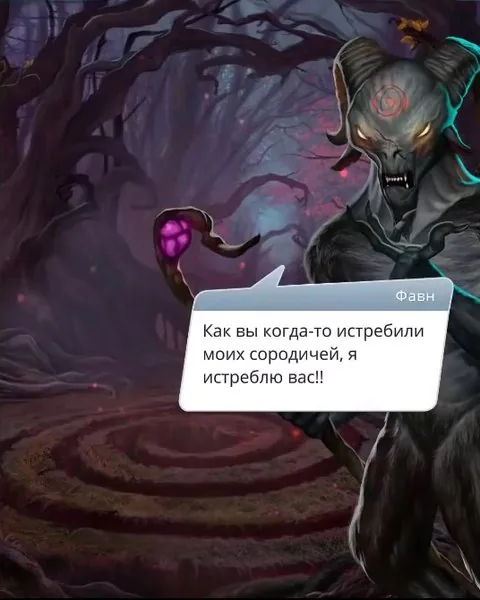 Фавн
Как вы когда-то истребили
моих сородичей, я
истреблю вас!!